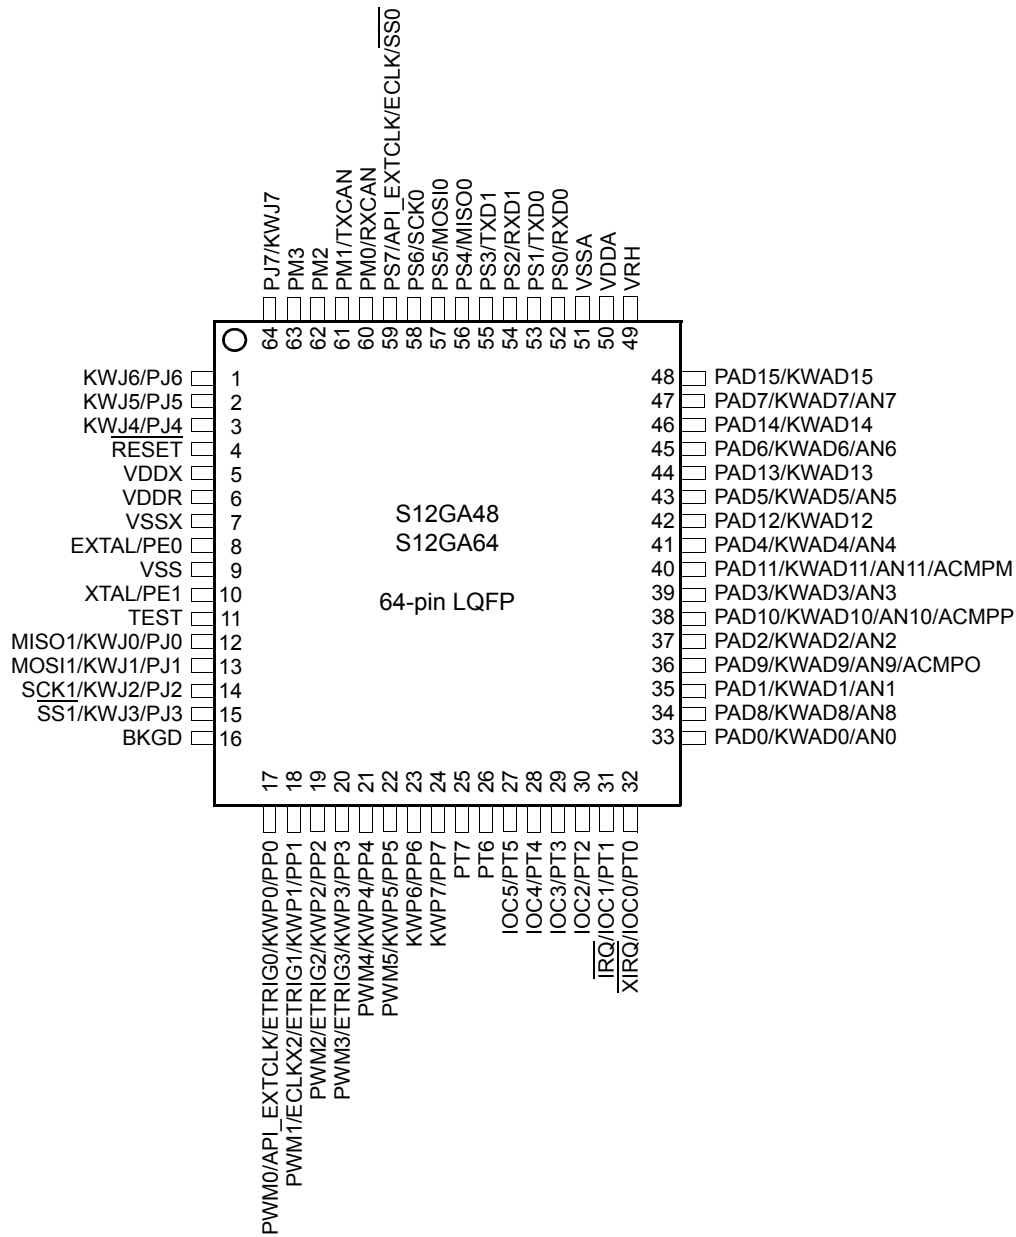 PJ7/KWJ7
PM3
PM2
PM1/TXCAN
PM0/RXCAN
PS7/API_EXTCLK/ECLK/SS0
PS6/SCK0
PS5/MOSI0
PS4/MISO0
PS3/TXD1
PS2/RXD1
PS1/TXD0
PS0/RXD0
VSSA
VDDA
VRH
64
63
62
61
60
59
58
57
56
55
54
53
52
51
50
49
KWJ6/PJ6 1
KWJ5/PJ5 2
KWJ4/PJ4 3
RESET 4
VDDX 5
VDDR 6
VSSX 7
EXTAL/PE0 8
VSS 9
XTAL/PE1 10
TEST 11
MISO1/KWJ0/PJ0 12
MOSI1/KWJ1/PJ1 13
SCK1/KWJ2/PJ2 14
SS1/KWJ3/PJ3 15
BKGD 16
S12GA48
S12GA64
64-pin LQFP
48 PAD15/KWAD15
47 PAD7/KWAD7/AN7
46 PAD14/KWAD14
45 PAD6/KWAD6/AN6
44 PAD13/KWAD13
43 PAD5/KWAD5/AN5
42 PAD12/KWAD12
41 PAD4/KWAD4/AN4
40 PAD11/KWAD11/AN11/ACMPM
39 PAD3/KWAD3/AN3
38 PAD10/KWAD10/AN10/ACMPP
37 PAD2/KWAD2/AN2
36 PAD9/KWAD9/AN9/ACMPO
35 PAD1/KWAD1/AN1
34 PAD8/KWAD8/AN8
33 PAD0/KWAD0/AN0
17
18
19
20
21
22
23
24
25
26
27
28
29
30
31
32
PWM0/API_EXTCLK/ETRIG0/KWP0/PP0
PWM1/ECLKX2/ETRIG1/KWP1/PP1
PWM2/ETRIG2/KWP2/PP2
PWM3/ETRIG3/KWP3/PP3
PWM4/KWP4/PP4
PWM5/KWP5/PP5
KWP6/PP6
KWP7/PP7
PT7
PT6
IOC5/PT5
IOC4/PT4
IOC3/PT3
IOC2/PT2
IRQ/IOC1/PT1
XIRQ/IOC0/PT0